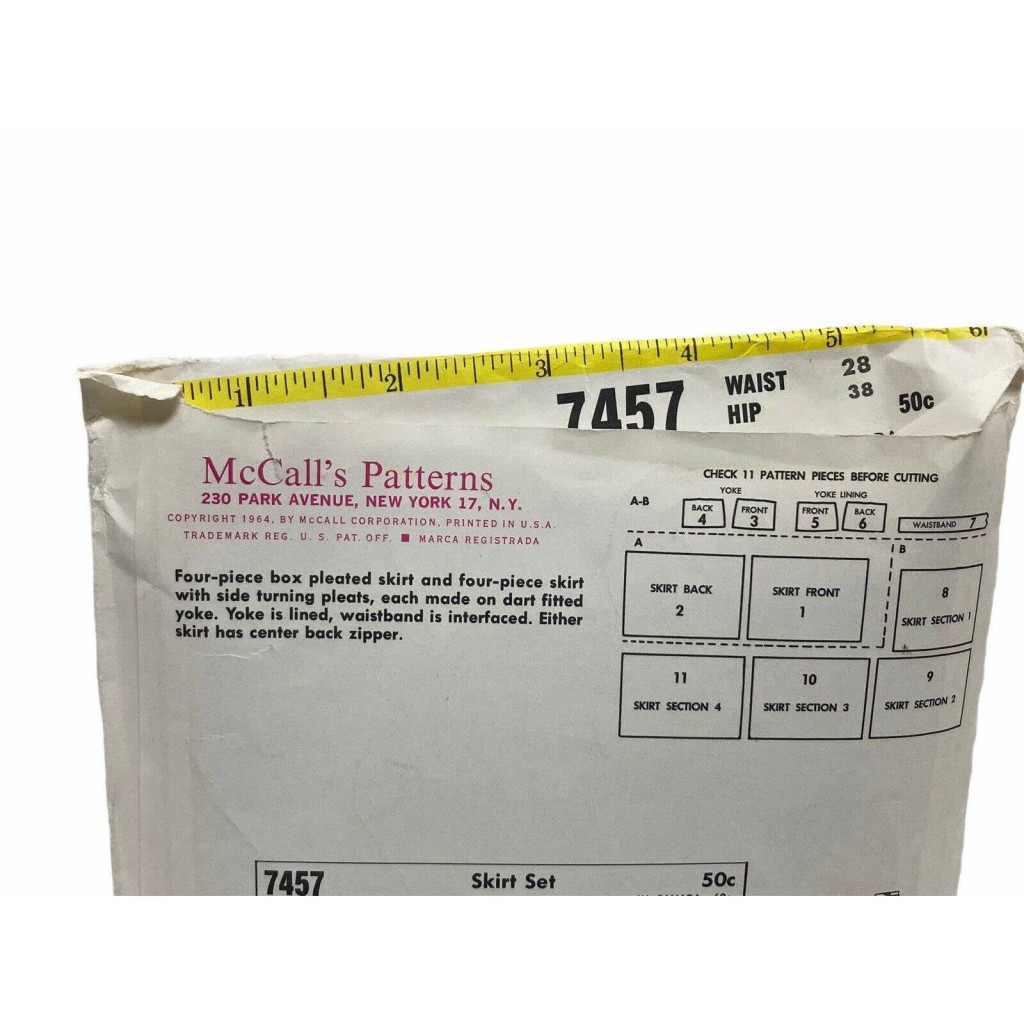 1 2 3 4 5 6
7457 WAIST 28
HIP 38 50c
McCall's Patterns
230 PARK AVENUE, NEW YORK 17, N.Y.
COPYRIGHT 1964, BY McCALL CORPORATION, PRINTED IN U.S.A.
TRADEMARK REG. U. S. PAT. OFF. ■ MARCA REGISTRADA
Four-piece box pleated skirt and four-piece skirt
with side turning pleats, each made on dart fitted
yoke. Yoke is lined, waistband is interfaced. Either
skirt has center back zipper.
CHECK 11 PATTERN PIECES BEFORE CUTTING
A-B YOKE YOKE LINING
BACK 4 FRONT 3 FRONT 5 BACK 6 WAISTBAND 7
A B
SKIRT BACK 2
SKIRT FRONT 1
8 SKIRT SECTION 1
11 SKIRT SECTION 4
10 SKIRT SECTION 3
9 SKIRT SECTION 2
7457 Skirt Set 50c